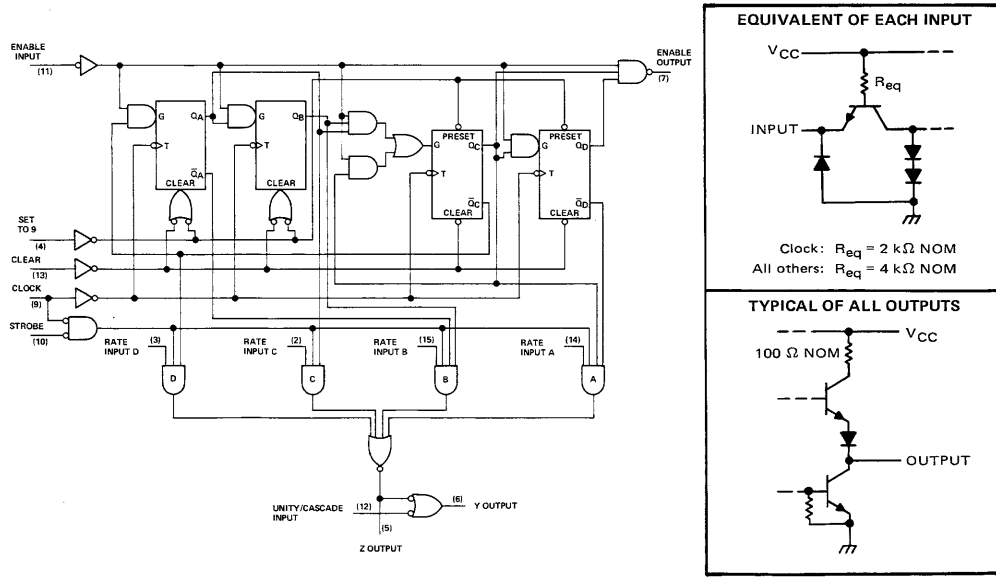 ENABLE
INPUT
(11)
ENABLE
OUTPUT
(7)
G
QA
T
Q̅A
CLEAR
G
QB
T
CLEAR
PRESET
G
QC
T
Q̅C
CLEAR
PRESET
G
QD
T
Q̅D
CLEAR
SET
TO 9
(4)
CLEAR
(13)
CLOCK
(9)
STROBE
(10)
RATE
INPUT D
(3)
RATE
INPUT C
(2)
RATE
INPUT B
(15)
RATE
INPUT A
(14)
D
C
B
A
UNITY/CASCADE
INPUT
(12)
(6)
Y OUTPUT
(5)
Z OUTPUT
EQUIVALENT OF EACH INPUT
VCC
Req
INPUT
Clock: Req = 2 kΩ NOM
All others: Req = 4 kΩ NOM
TYPICAL OF ALL OUTPUTS
VCC
100 Ω NOM
OUTPUT